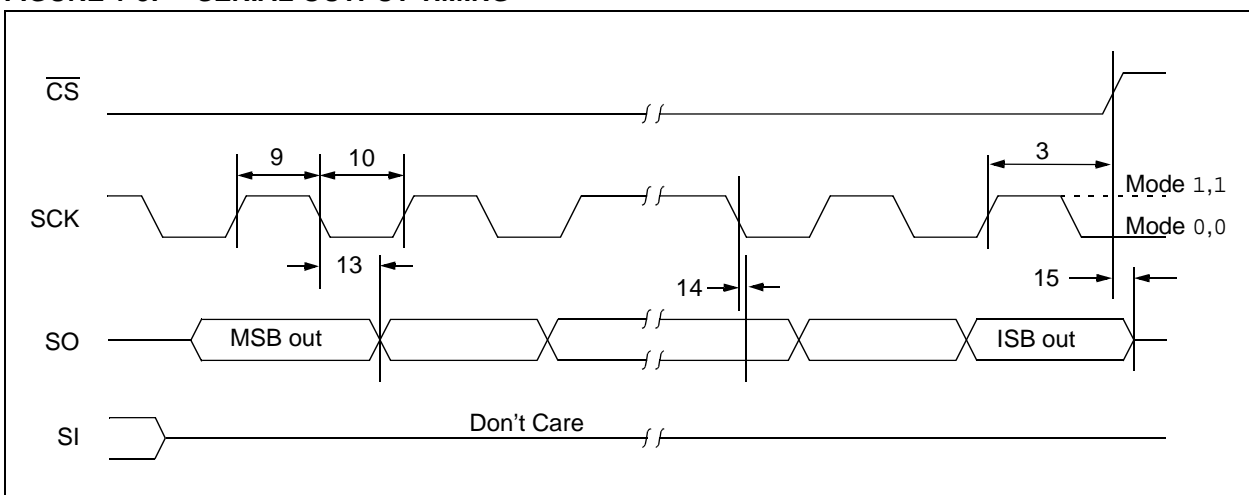 CS
9
10
3
Mode 1,1
SCK
Mode 0,0
13
14
15
SO
MSB out
ISB out
SI
Don't Care